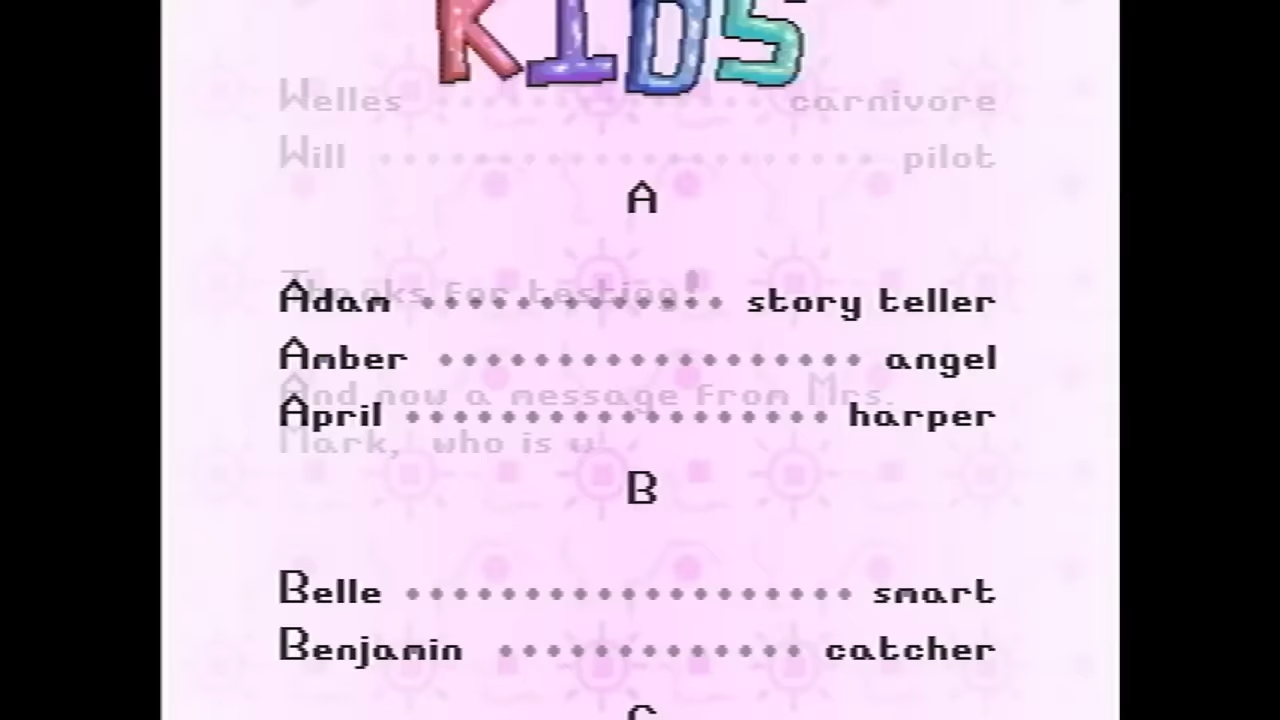 KIDS
Welles carnivore
Will pilot
A
Thanks for testing!
Adam story teller
Amber angel
And now a message from Mrs.
April harper
Mark, who is u
B
Belle smart
Benjamin catcher